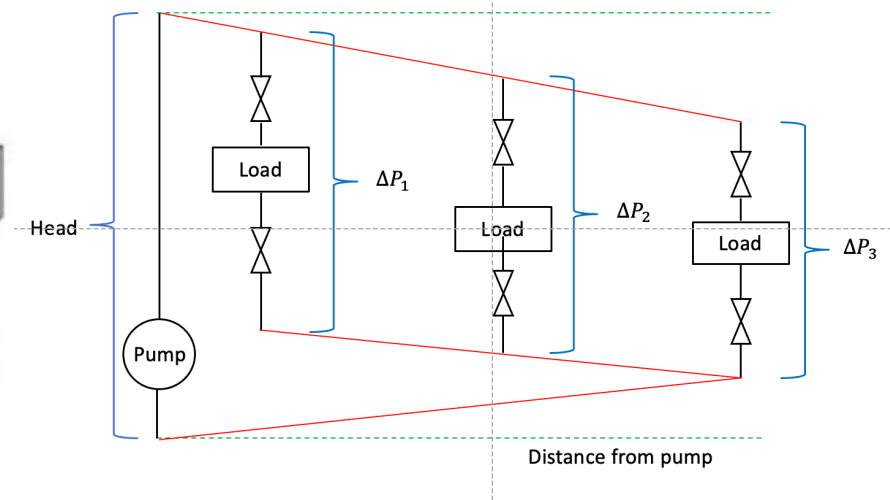 Load
ΔP₁
ΔP₂
Head
Load
Load
ΔP₃
Pump
Distance from pump